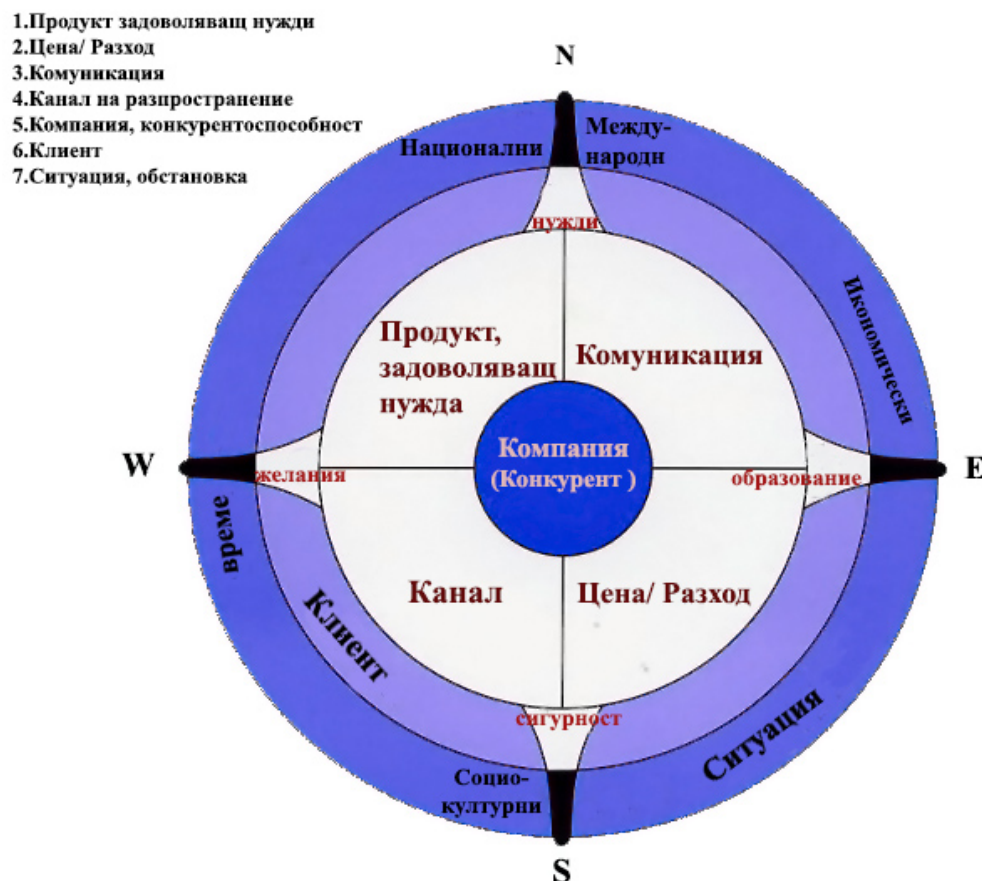 1.Продукт задоволяващ нужди
2.Цена/ Разход
3.Комуникация
4.Канал на разпространение
5.Компания, конкурентоспособност
6.Клиент
7.Ситуация, обстановка
N
Национални
Между-
народн
нужди
Икономически
Продукт,
задоволяващ
нужда
Комуникация
Компания
(Конкурент )
W
желания
образование
E
време
Канал
Цена/ Разход
Клиент
сигурност
Ситуация
Социо-
културни
S